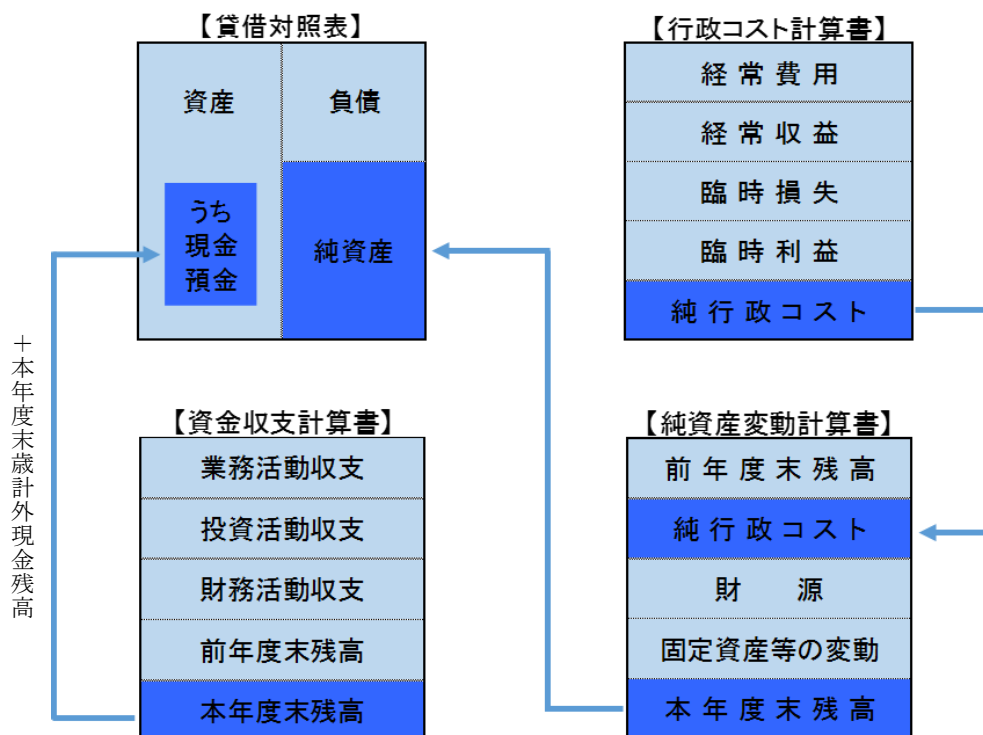 【貸借対照表】
資産
負債
うち
現金
預金
純資産
【行政コスト計算書】
経常費用
経常収益
臨時損失
臨時利益
純行政コスト
＋本年度末歳計外現金残高
【資金収支計算書】
業務活動収支
投資活動収支
財務活動収支
前年度末残高
本年度末残高
【純資産変動計算書】
前年度末残高
純行政コスト
財　源
固定資産等の変動
本年度末残高